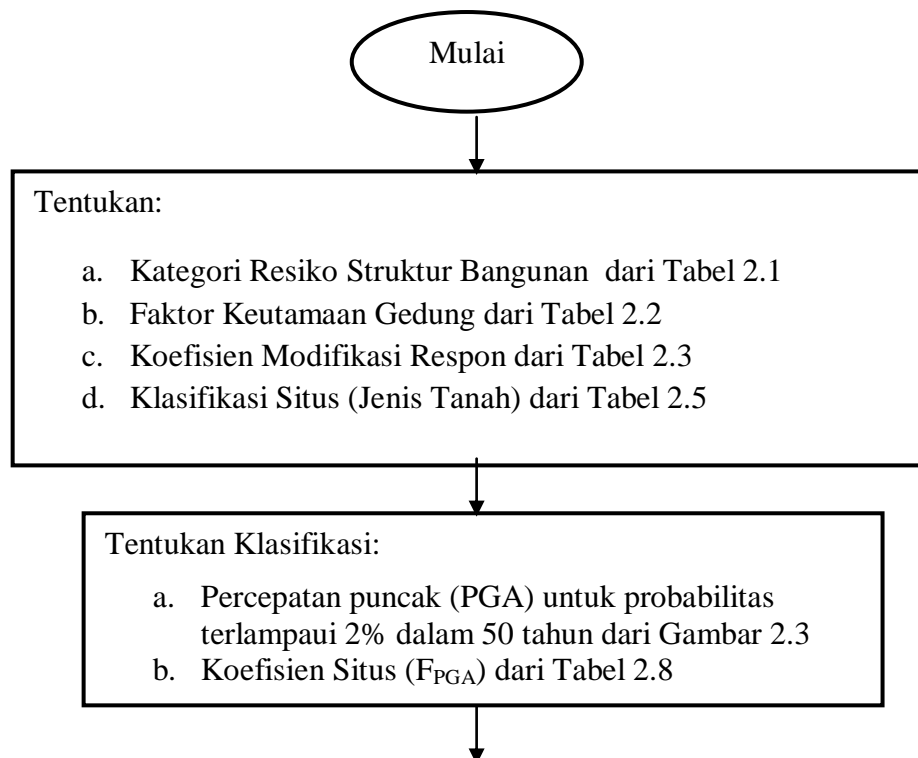 Mulai
Tentukan:
a. Kategori Resiko Struktur Bangunan dari Tabel 2.1
b. Faktor Keutamaan Gedung dari Tabel 2.2
c. Koefisien Modifikasi Respon dari Tabel 2.3
d. Klasifikasi Situs (Jenis Tanah) dari Tabel 2.5
Tentukan Klasifikasi:
a. Percepatan puncak (PGA) untuk probabilitas
terlampaui 2% dalam 50 tahun dari Gambar 2.3
b. Koefisien Situs (FPGA) dari Tabel 2.8